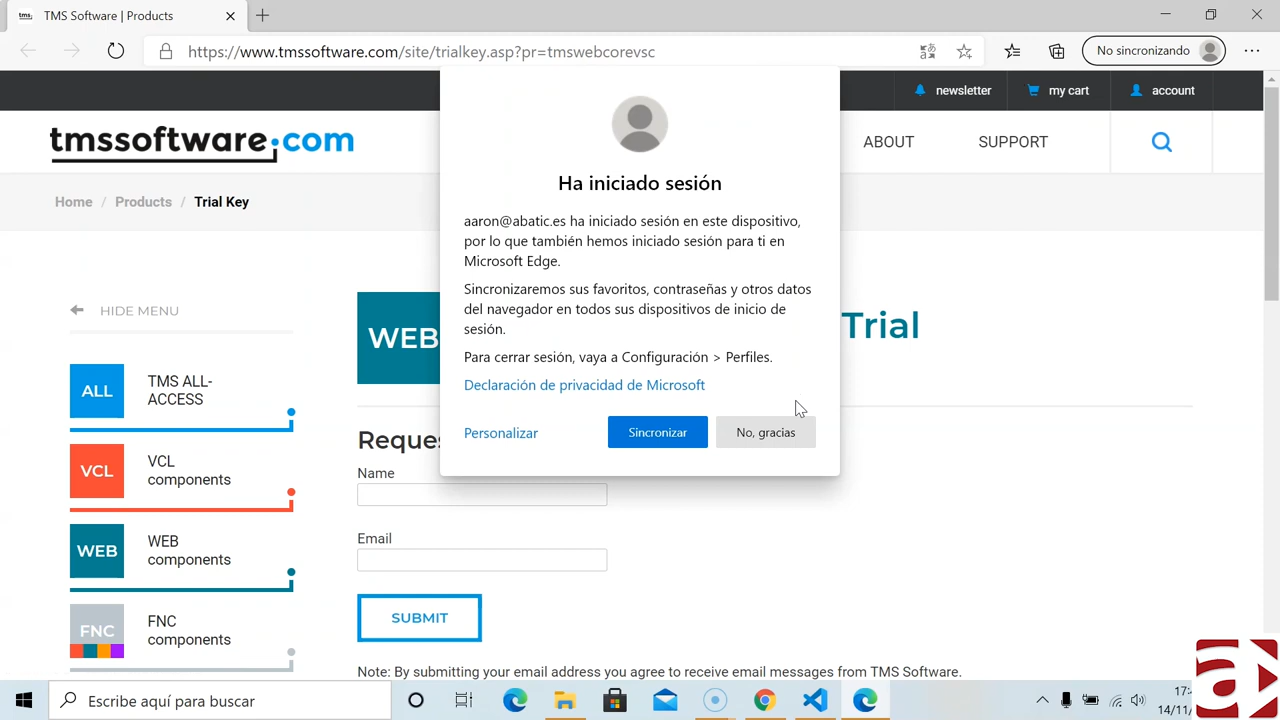 tms.
TMS Software | Products
https://www.tmssoftware.com/site/trialkey.asp?pr=tmswebcorevsc
No sincronizando
newsletter
my cart
account
tmssoftware.com
ABOUT
SUPPORT
Home / Products / Trial Key
Ha iniciado sesión
aaron@abatic.es ha iniciado sesión en este dispositivo,
por lo que también hemos iniciado sesión para ti en
Microsoft Edge.
Sincronizaremos sus favoritos, contraseñas y otros datos
del navegador en todos sus dispositivos de inicio de
sesión.
Para cerrar sesión, vaya a Configuración > Perfiles.
Declaración de privacidad de Microsoft
Personalizar
Sincronizar
No, gracias
HIDE MENU
ALL
TMS ALL-
ACCESS
VCL
VCL
components
WEB
WEB
components
FNC
FNC
components
WEB
Trial
Reque
Name
Email
SUBMIT
Note: By submitting your email address you agree to receive email messages from TMS Software.
Escribe aquí para buscar
17:
14/11/
a